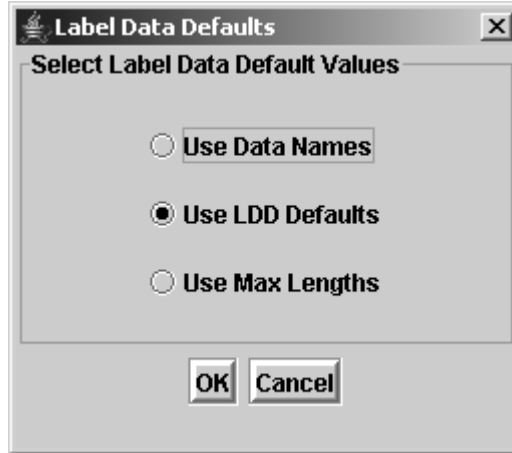 Label Data Defaults
Select Label Data Default Values
Use Data Names
Use LDD Defaults
Use Max Lengths
OK Cancel